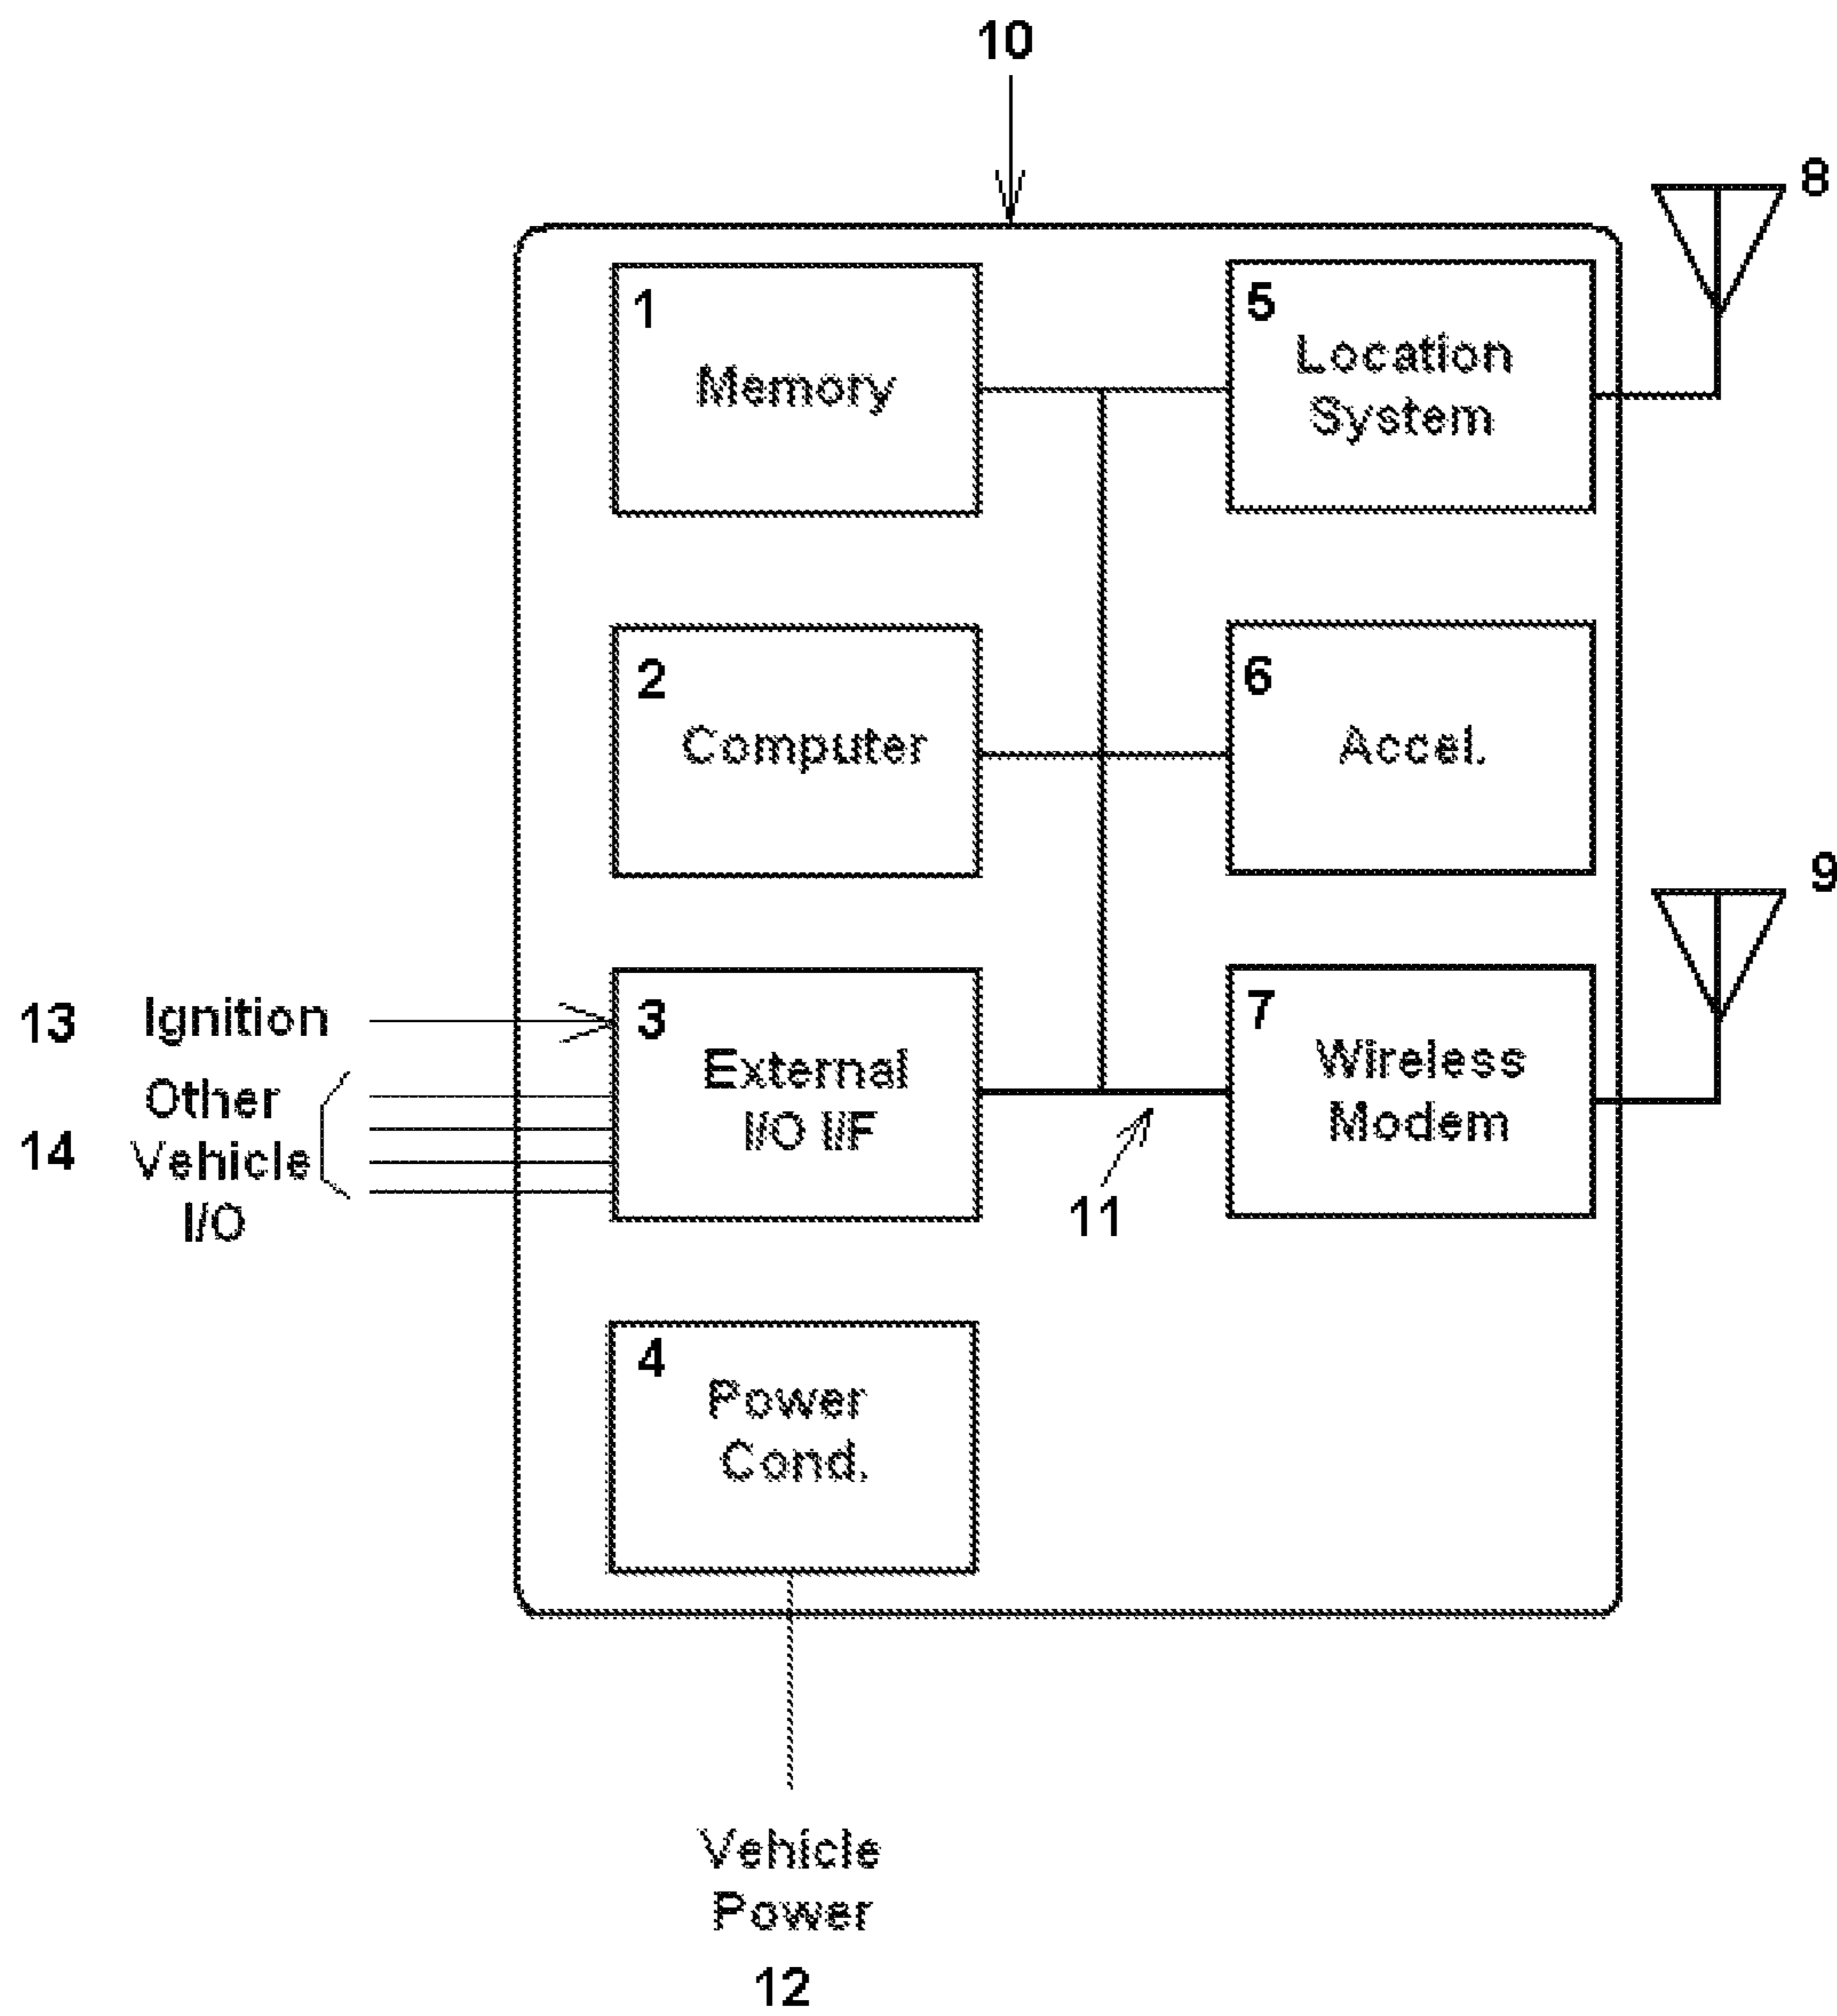 10
8
1
Memory
5
Location
System
2
Computer
6
Accel.
9
13 Ignition
14
Other
Vehicle
I/O
3
External
I/O I/F
7
Wireless
Modem
11
4
Power
Cond.
Vehicle
Power
12